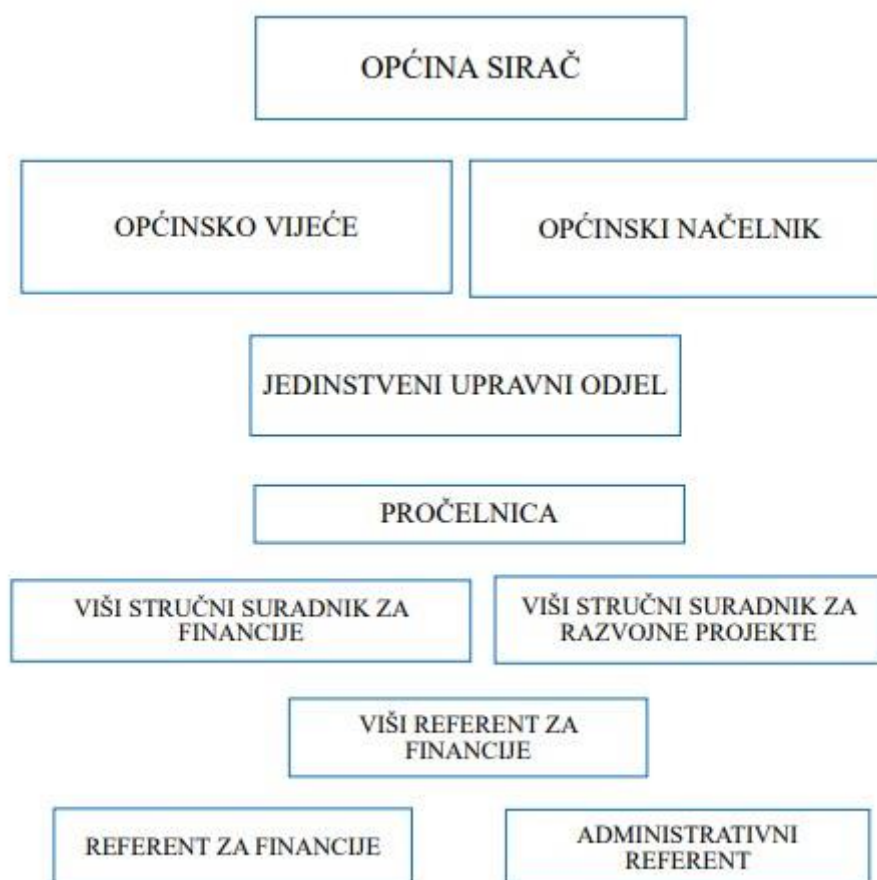 OPĆINA SIRAČ
OPĆINSKO VIJEĆE
OPĆINSKI NAČELNIK
JEDINSTVENI UPRAVNI ODJEL
PROČELNICA
VIŠI STRUČNI SURADNIK ZA
FINANCIJE
VIŠI STRUČNI SURADNIK ZA
RAZVOJNE PROJEKTE
VIŠI REFERENT ZA
FINANCIJE
REFERENT ZA FINANCIJE
ADMINISTRATIVNI
REFERENT